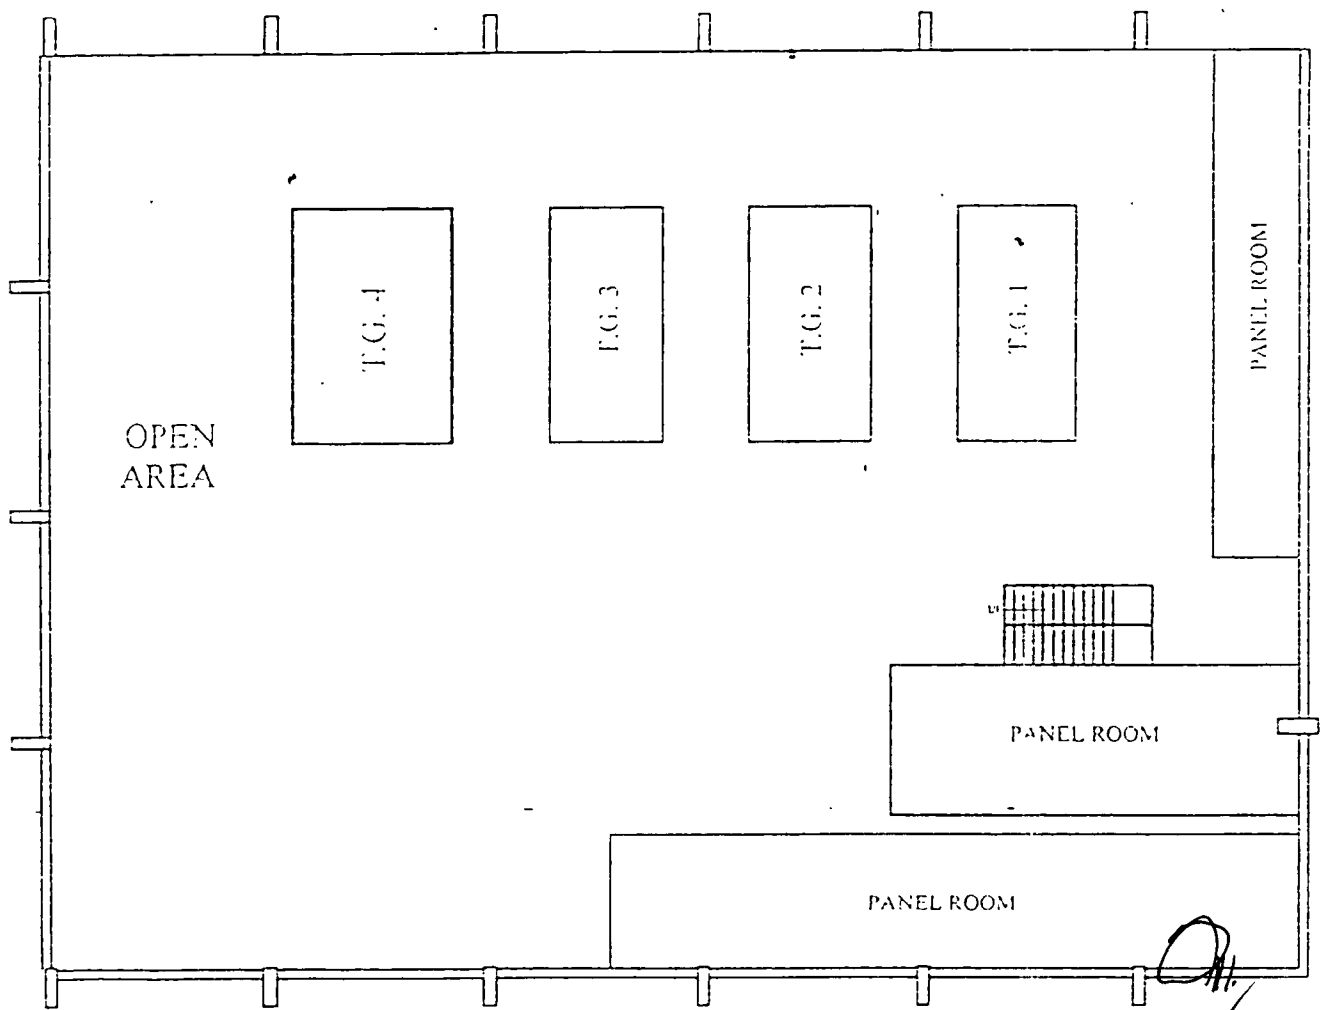 T.G. 4
T.G. 3
T.G. 2
T.G. 1
PANEL ROOM
OPEN
AREA
PANEL ROOM
PANEL ROOM